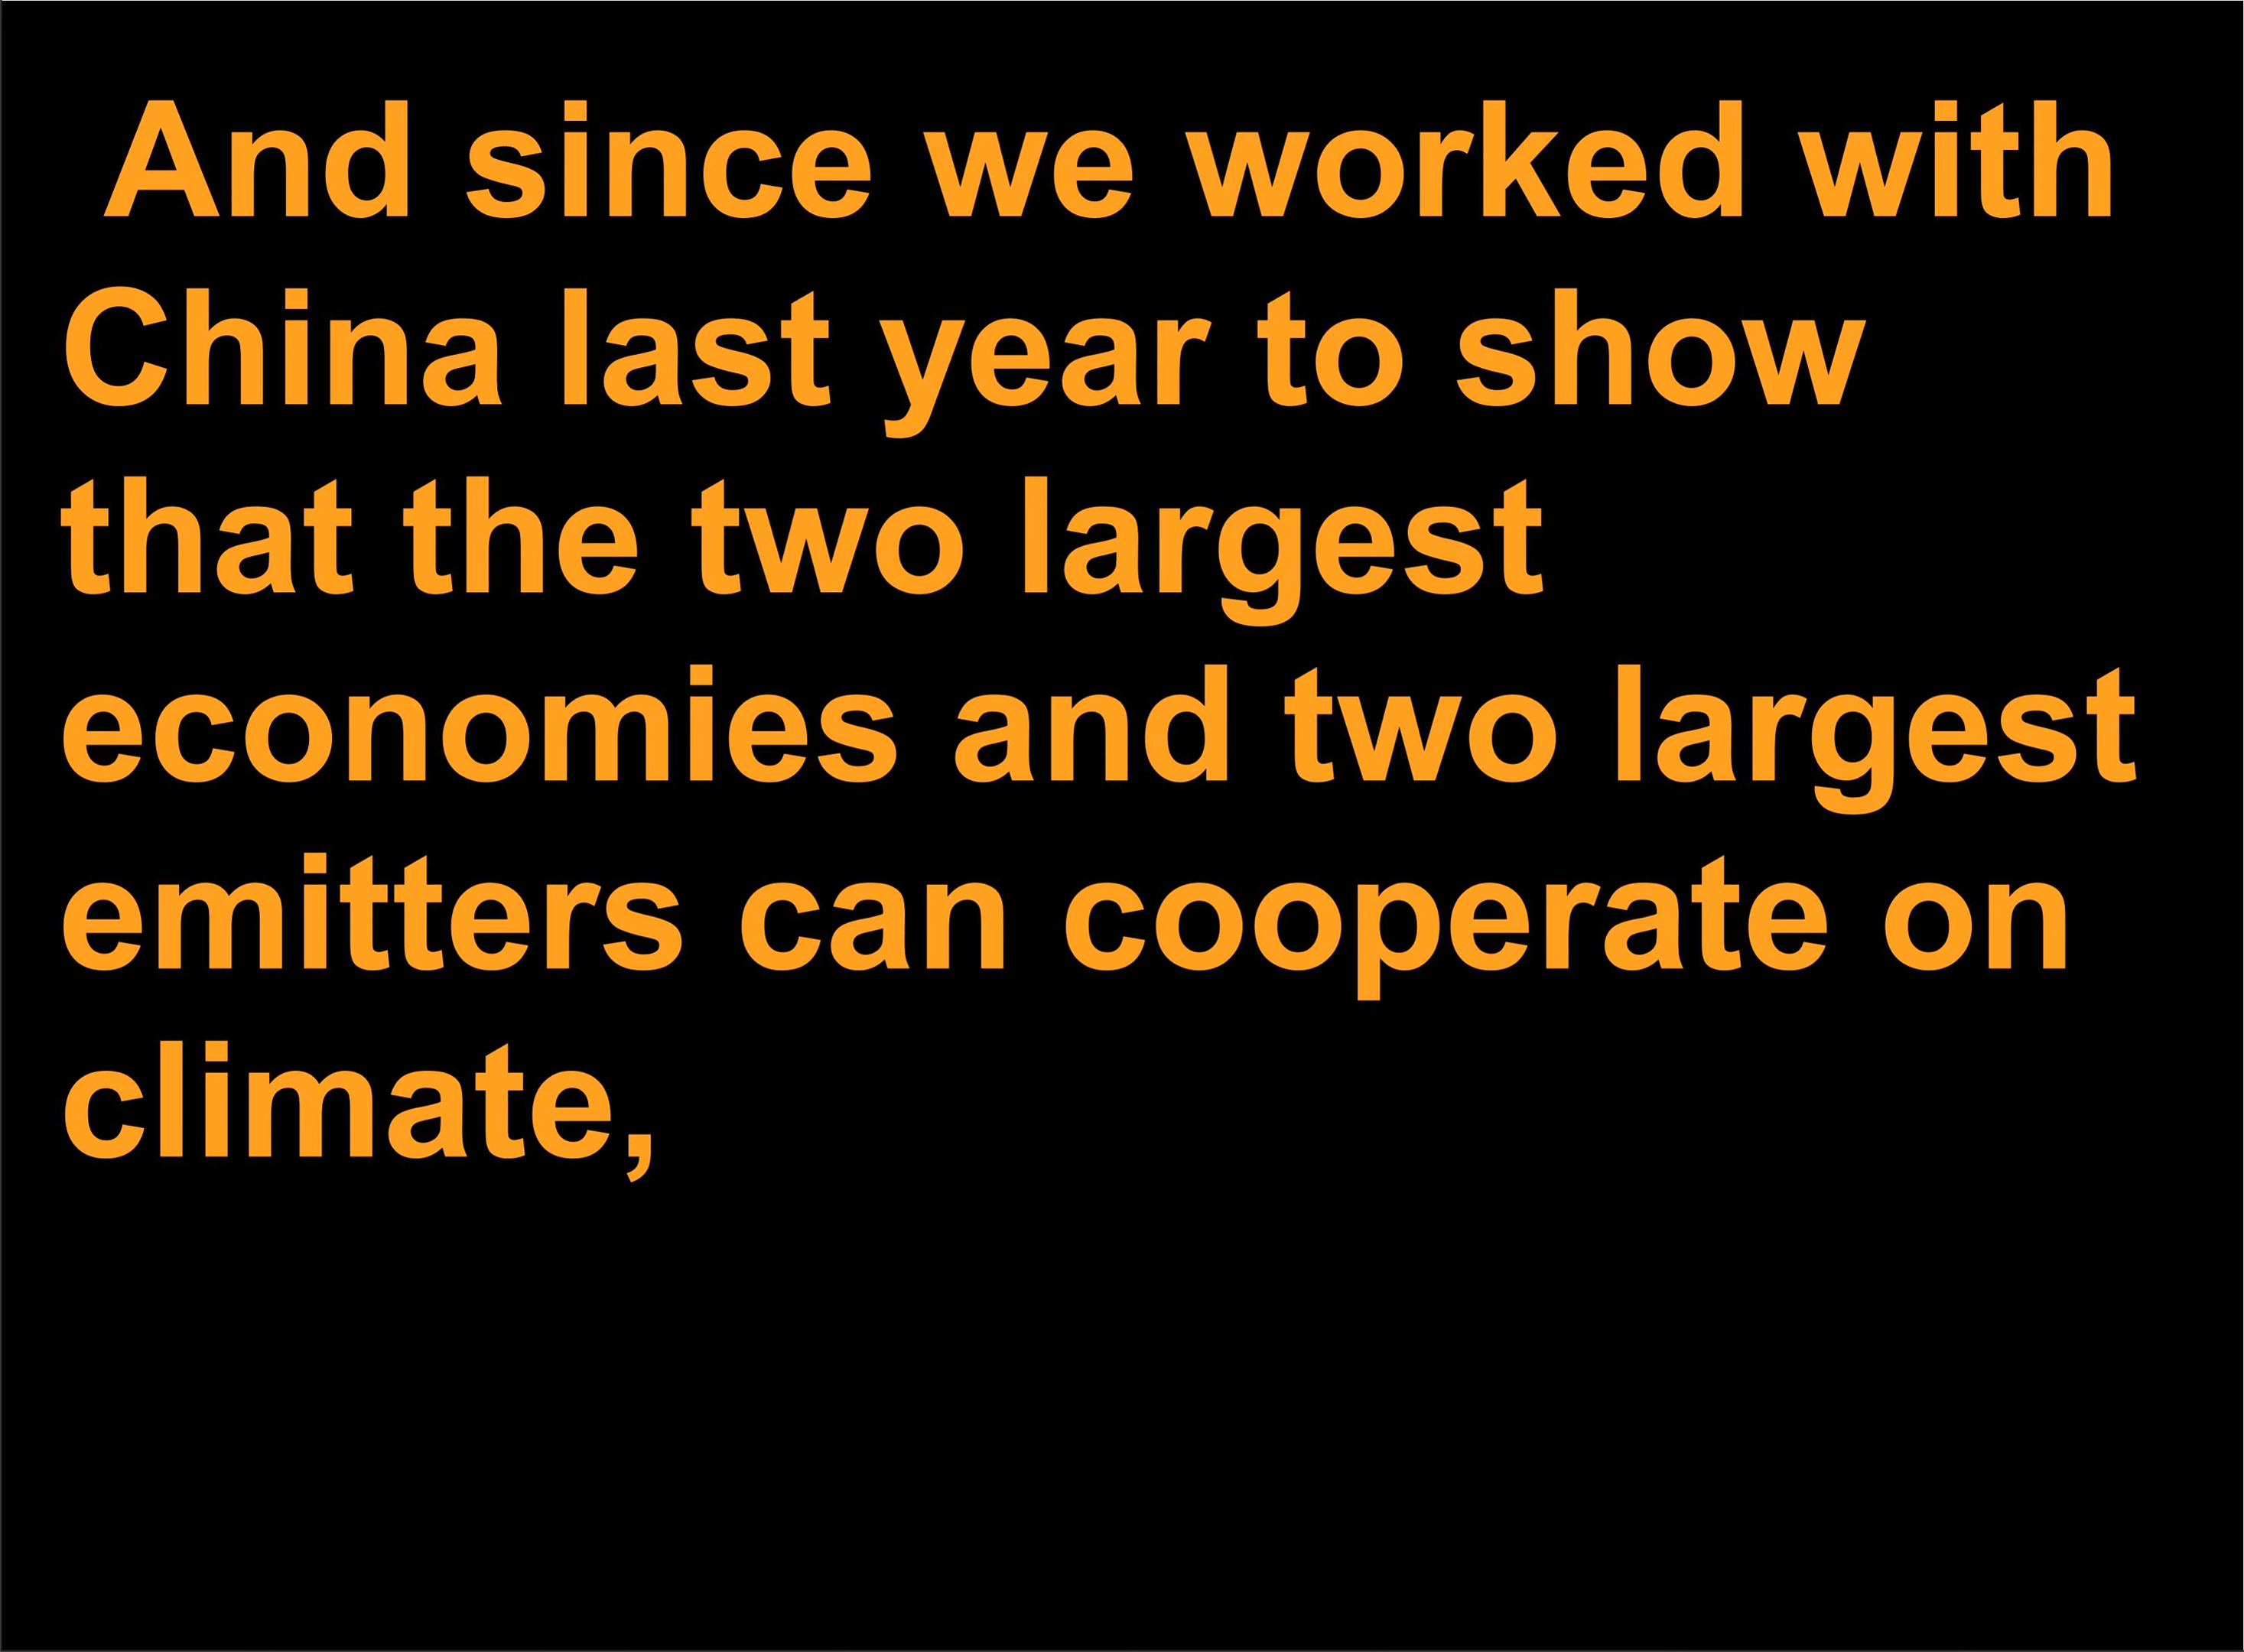 And since we worked with
China last year to show
that the two largest
economies and two largest
emitters can cooperate on
climate,